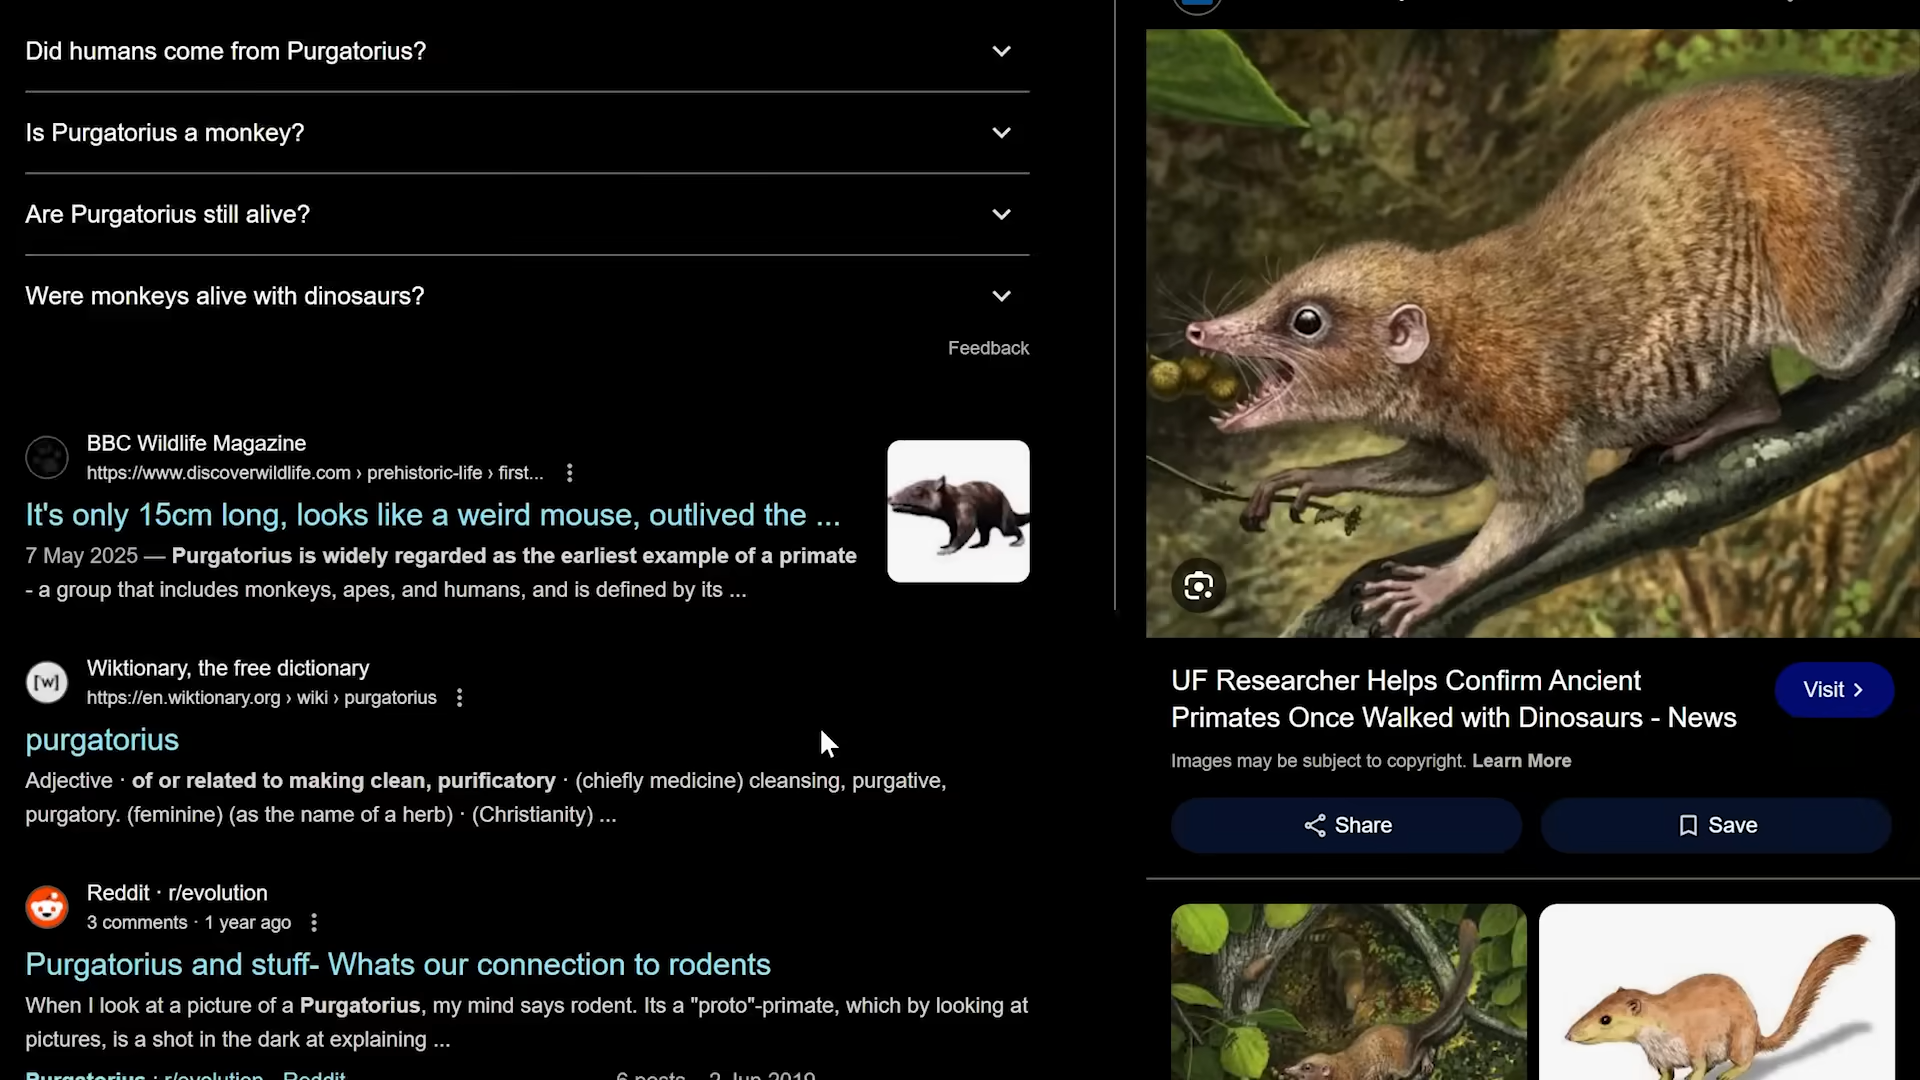 Did humans come from Purgatorius?
Is Purgatorius a monkey?
Are Purgatorius still alive?
Were monkeys alive with dinosaurs?
Feedback
BBC Wildlife Magazine
https://www.discoverwildlife.com › prehistoric-life › first...
It's only 15cm long, looks like a weird mouse, outlived the ...
7 May 2025 — Purgatorius is widely regarded as the earliest example of a primate
- a group that includes monkeys, apes, and humans, and is defined by its ...
[w]
Wiktionary, the free dictionary
https://en.wiktionary.org › wiki › purgatorius
purgatorius
Adjective · of or related to making clean, purificatory · (chiefly medicine) cleansing, purgative,
purgatory. (feminine) (as the name of a herb) · (Christianity) ...
Reddit · r/evolution
3 comments · 1 year ago
Purgatorius and stuff- Whats our connection to rodents
When I look at a picture of a Purgatorius, my mind says rodent. Its a "proto"-primate, which by looking at
pictures, is a shot in the dark at explaining ...
Purgatorius : r/evolution - Reddit
6 posts 2 Jun 2019
UF Researcher Helps Confirm Ancient
Primates Once Walked with Dinosaurs - News
Visit
Images may be subject to copyright. Learn More
Share
Save